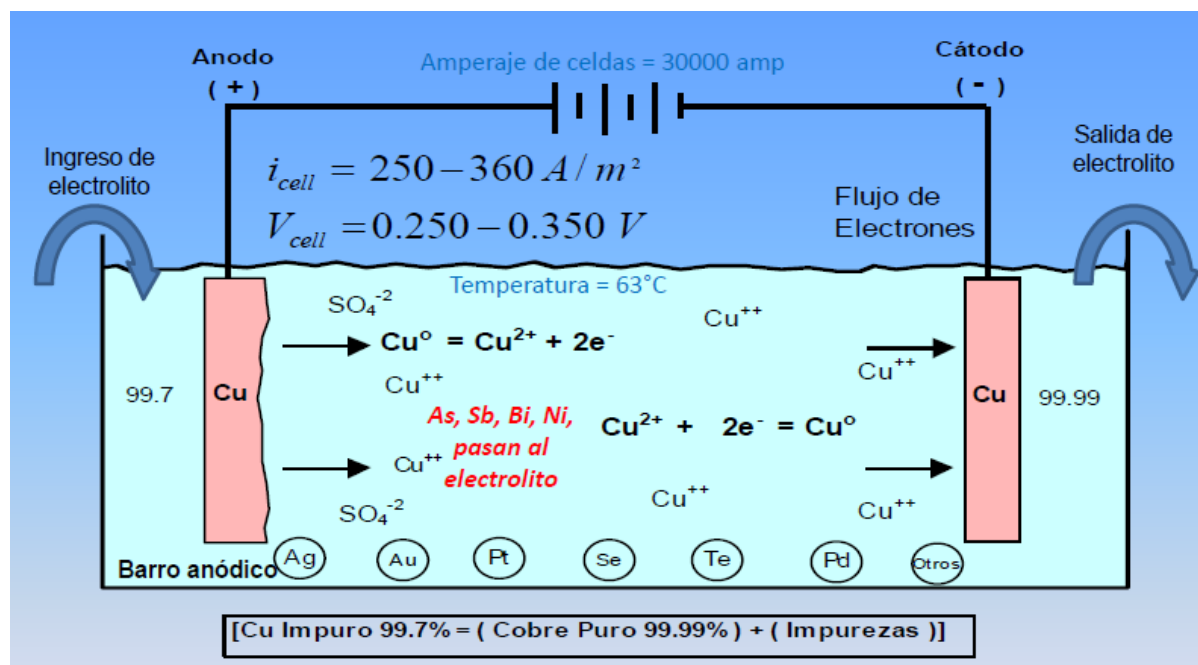 Anodo
( + )
Amperaje de celdas = 30000 amp
Cátodo
( - )
Ingreso de
electrolito
Salida de
electrolito
i_cell = 250 – 360 A / m²
V_cell = 0.250 – 0.350 V
Flujo de
Electrones
Temperatura = 63°C
SO₄⁻²
Cu⁺⁺
Cuº = Cu²⁺ + 2e⁻
Cu⁺⁺
Cu⁺⁺
99.7
Cu
Cu
99.99
As, Sb, Bi, Ni,
pasan al
electrolito
Cu²⁺ + 2e⁻ = Cuº
Cu⁺⁺
Cu⁺⁺
SO₄⁻²
Cu⁺⁺
Barro anódico
Ag
Au
Pt
Se
Te
Pd
Otros
[Cu Impuro 99.7% = ( Cobre Puro 99.99%) + ( Impurezas )]